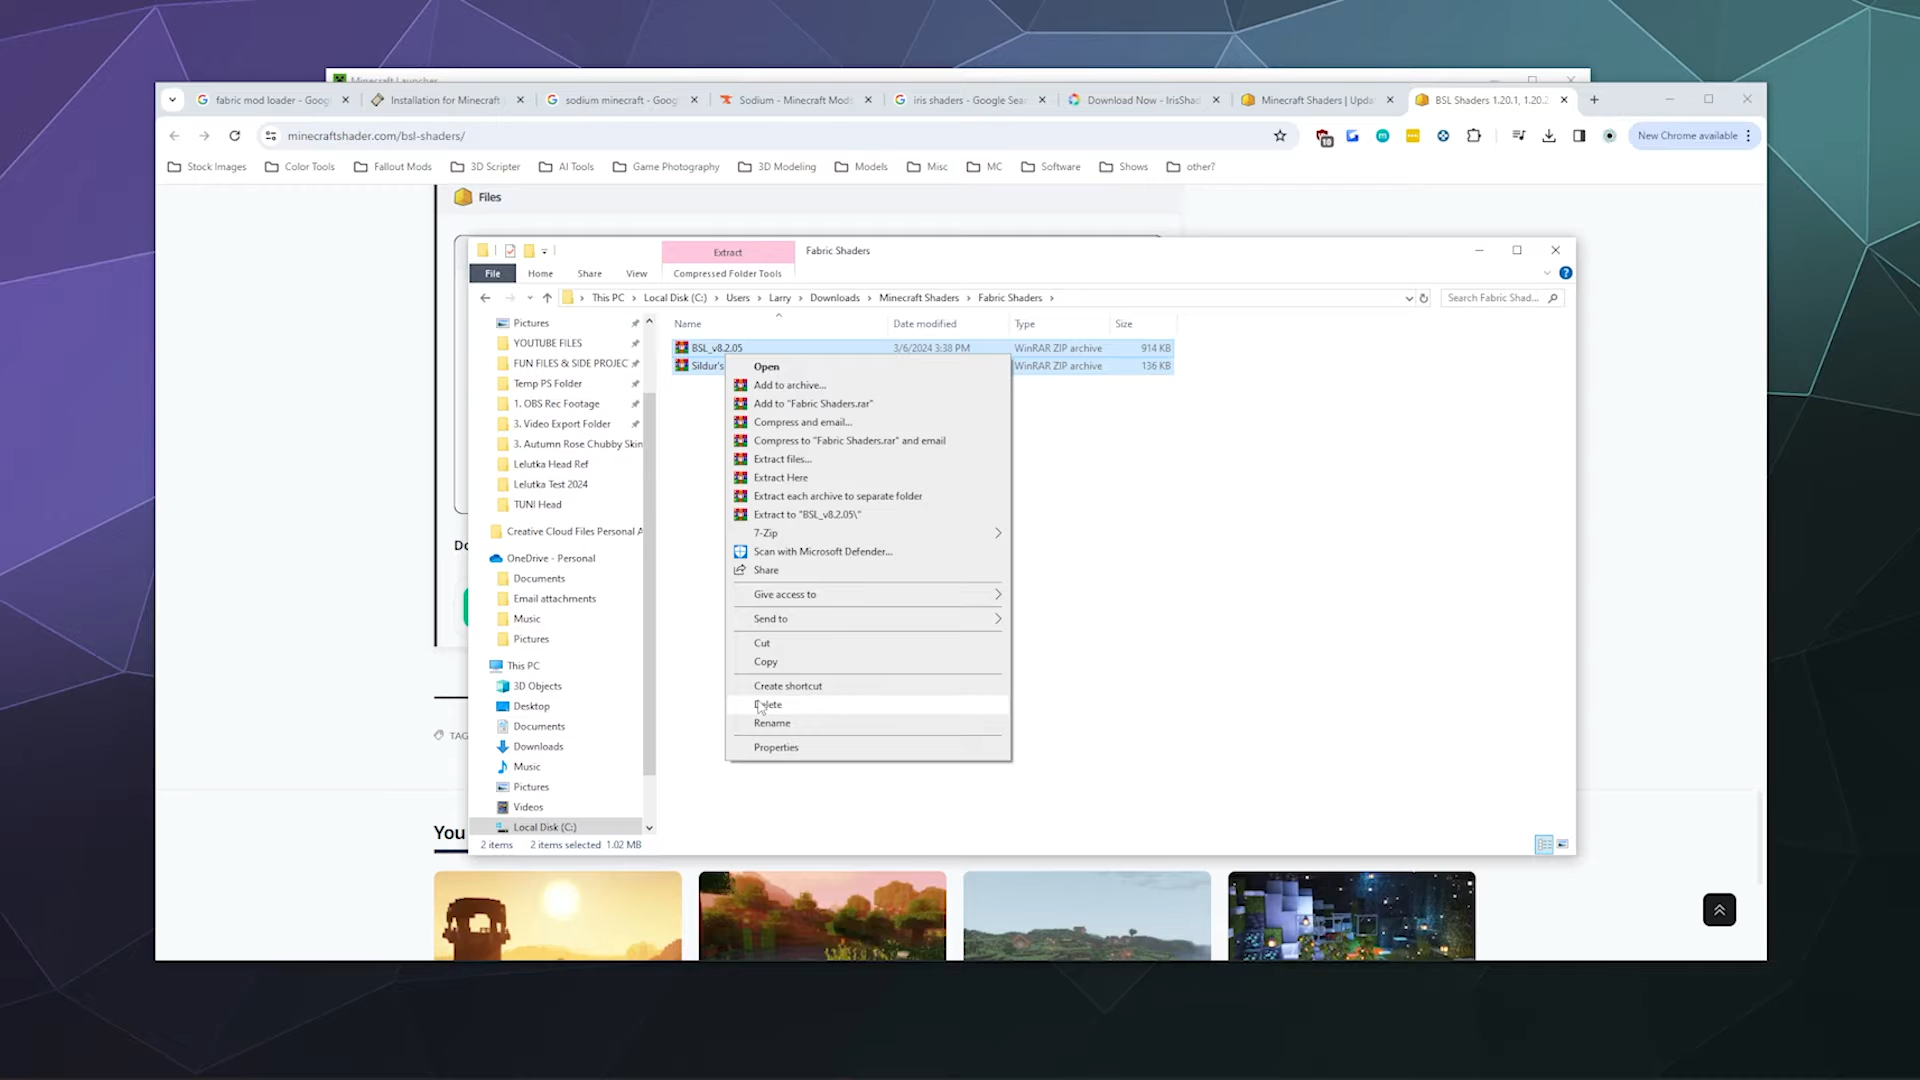 Minecraft Launcher
fabric mod loader - Goog
Installation for Minecraft
sodium minecraft - Goog
Sodium - Minecraft Mods
iris shaders - Google Sear
Download Now - IrisShad
Minecraft Shaders | Upda
BSL Shaders 1.20.1, 1.20.2
minecraftshader.com/bsl-shaders/
10
New Chrome available
Stock Images
Color Tools
Fallout Mods
3D Scripter
AI Tools
Game Photography
3D Modeling
Models
Misc
MC
Software
Shows
other?
Files
Extract
Fabric Shaders
File
Home
Share
View
Compressed Folder Tools
This PC > Local Disk (C:) > Users > Larry > Downloads > Minecraft Shaders > Fabric Shaders >
Search Fabric Shad...
Name
Date modified
Type
Size
BSL_v8.2.05
3/6/2024 3:38 PM
WinRAR ZIP archive
914 KB
Sildur's
WinRAR ZIP archive
136 KB
Pictures
YOUTUBE FILES
FUN FILES & SIDE PROJEC
Temp PS Folder
1. OBS Rec Footage
3. Video Export Folder
3. Autumn Rose Chubby Skin
Lelutka Head Ref
Lelutka Test 2024
TUNI Head
Creative Cloud Files Personal A
OneDrive - Personal
Documents
Email attachments
Music
Pictures
This PC
3D Objects
Desktop
Documents
Downloads
Music
Pictures
Videos
Local Disk (C:)
2 items
2 items selected 1.02 MB
Open
Add to archive...
Add to "Fabric Shaders.rar"
Compress and email...
Compress to "Fabric Shaders.rar" and email
Extract files...
Extract Here
Extract each archive to separate folder
Extract to "BSL_v8.2.05\"
7-Zip
Scan with Microsoft Defender...
Share
Give access to
Send to
Cut
Copy
Create shortcut
Delete
Rename
Properties
Do
TAG
You